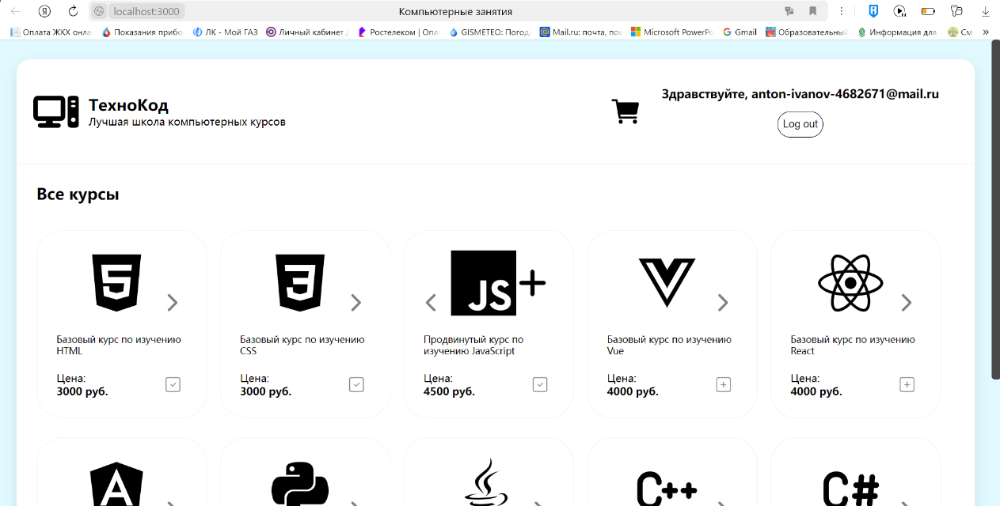 Я localhost:3000 Компьютерные занятия
Оплата ЖКХ онла Показания прибо ЛК - Мой ГАЗ Личный кабинет Ростелеком | Опл GISMETEO: Погод Mail.ru: почта, пои Microsoft PowerPo Gmail Образовательный Информация для См »
ТехноКод
Лучшая школа компьютерных курсов
Здравствуйте, anton-ivanov-4682671@mail.ru
Log out
Все курсы
5
Базовый курс по изучению
HTML
Цена:
3000 руб.
3
Базовый курс по изучению
CSS
Цена:
3000 руб.
JS+
Продвинутый курс по
изучению JavaScript
Цена:
4500 руб.
Базовый курс по изучению
Vue
Цена:
4000 руб.
Базовый курс по изучению
React
Цена:
4000 руб.
A
C++
C#